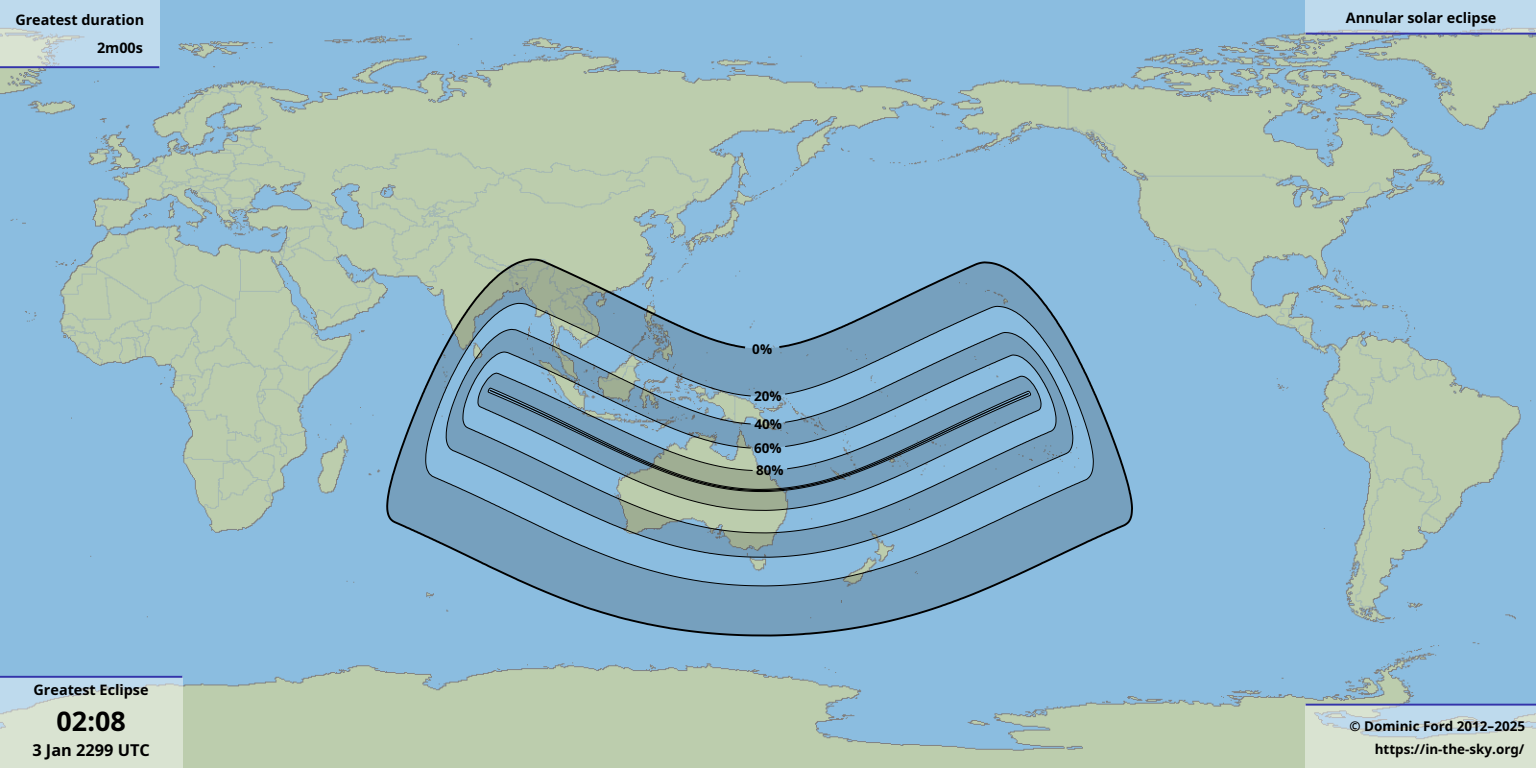 Greatest duration
2m00s
Annular solar eclipse
0%
20%
40%
60%
80%
Greatest Eclipse
02:08
3 Jan 2299 UTC
© Dominic Ford 2012–2025
https://in-the-sky.org/